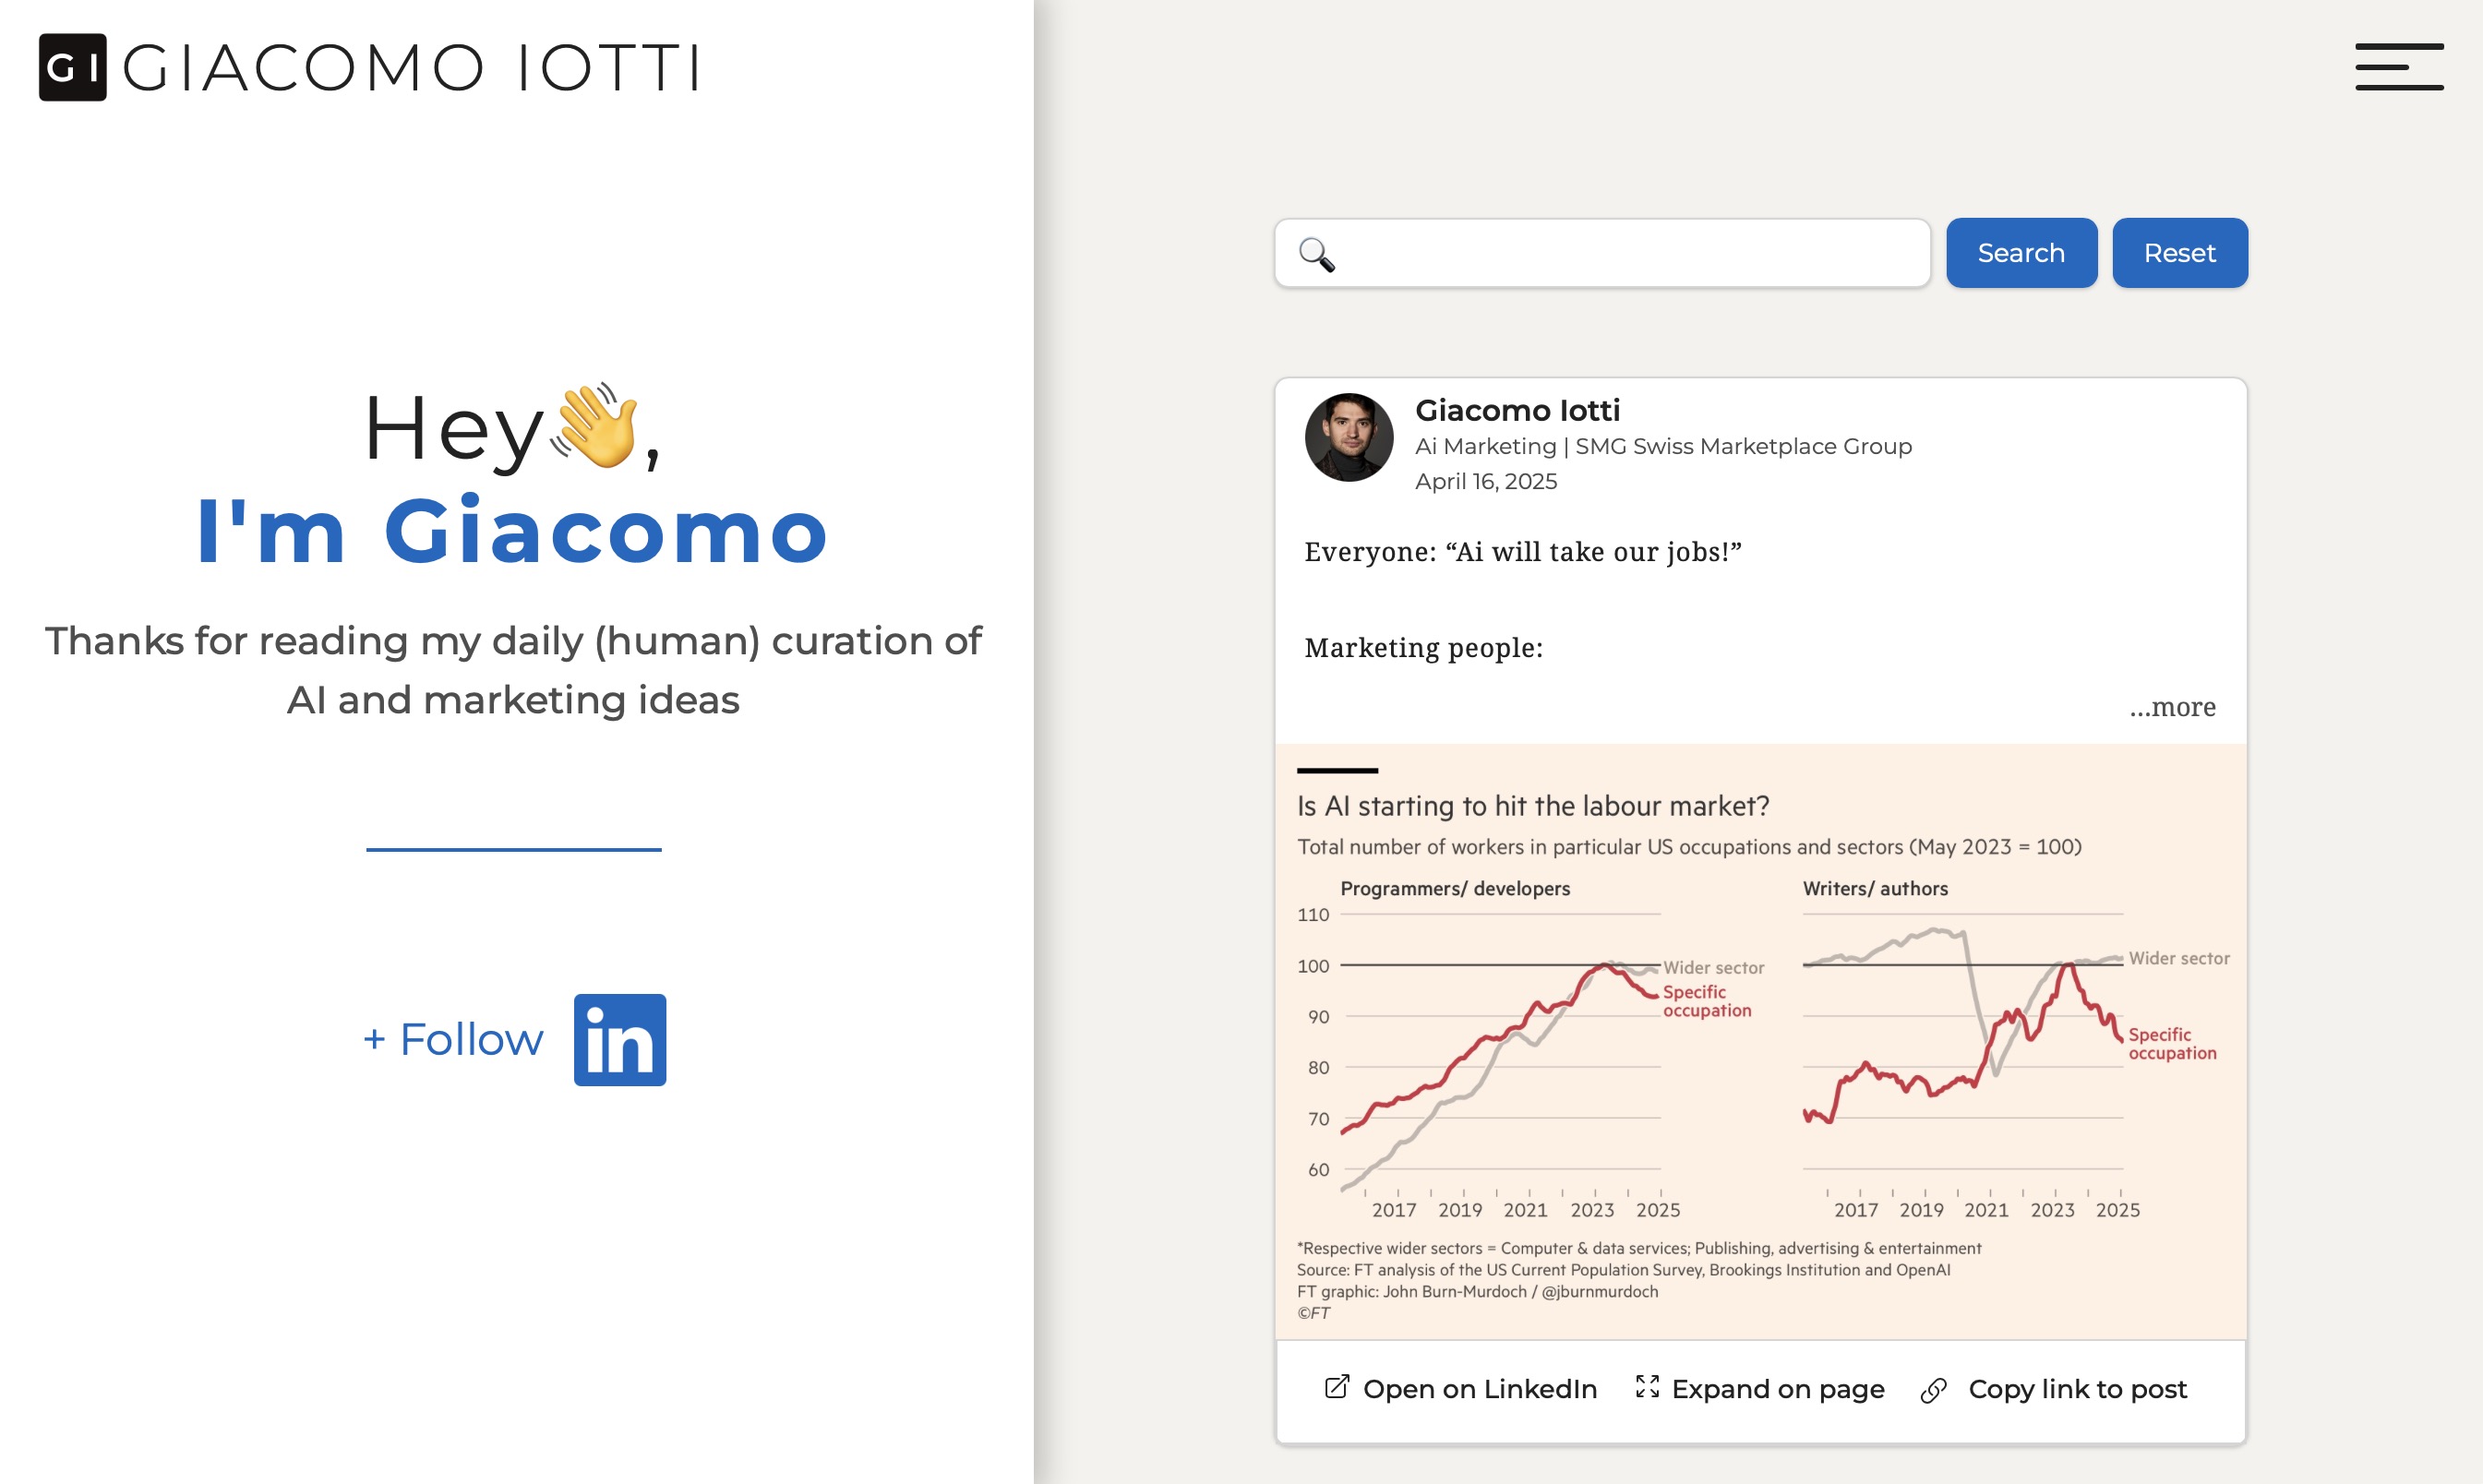 GI GIACOMO IOTTI
Hey👋,
I'm Giacomo
Thanks for reading my daily (human) curation of
AI and marketing ideas
+ Follow in
Search Reset
Giacomo Iotti
Ai Marketing | SMG Swiss Marketplace Group
April 16, 2025
Everyone: “Ai will take our jobs!”
Marketing people:
...more
Is AI starting to hit the labour market?
Total number of workers in particular US occupations and sectors (May 2023 = 100)
Programmers/ developers
110
100
90
80
70
60
Wider sector
Specific
occupation
2017 2019 2021 2023 2025
Writers/ authors
Wider sector
Specific
occupation
2017 2019 2021 2023 2025
*Respective wider sectors = Computer & data services; Publishing, advertising & entertainment
Source: FT analysis of the US Current Population Survey, Brookings Institution and OpenAI
FT graphic: John Burn-Murdoch / @jburnmurdoch
©FT
Open on LinkedIn Expand on page Copy link to post